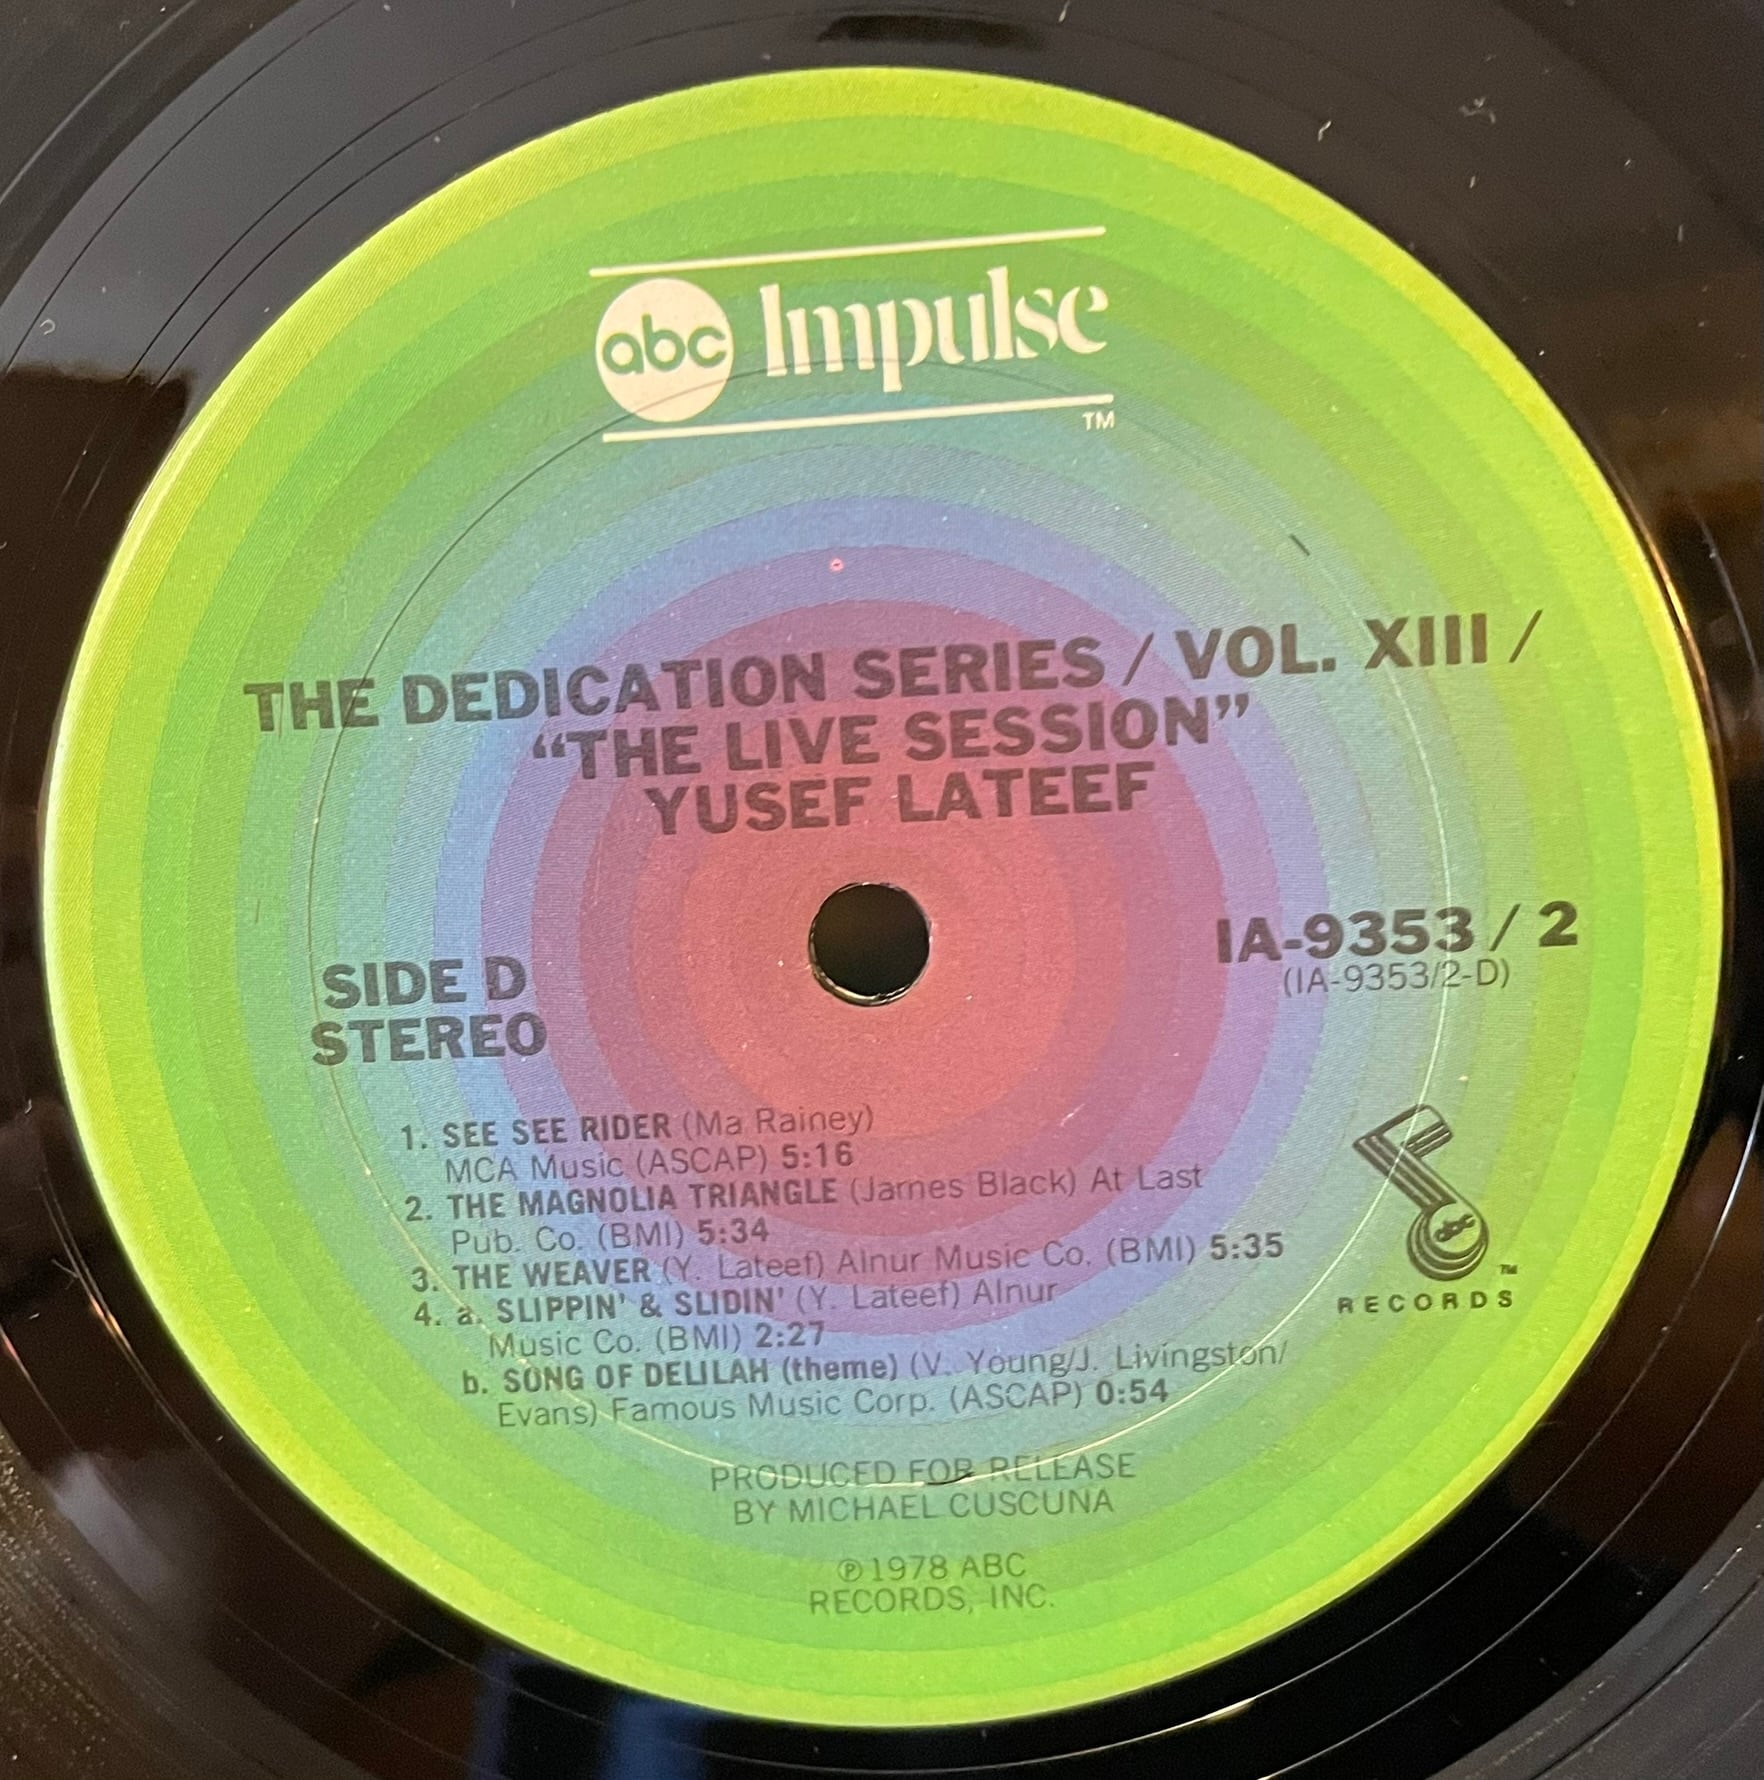 abc Impulse
TM
THE DEDICATION SERIES / VOL. XIII /
“THE LIVE SESSION”
YUSEF LATEEF
IA-9353 / 2
(IA-9353/2-D)
SIDE D
STEREO
1. SEE SEE RIDER (Ma Rainey)
MCA Music (ASCAP) 5:16
2. THE MAGNOLIA TRIANGLE (James Black) At Last
Pub. Co. (BMI) 5:34
3. THE WEAVER (Y. Lateef) Alnur Music Co. (BMI) 5:35
4. a. SLIPPIN' & SLIDIN' (Y. Lateef) Alnur
Music Co. (BMI) 2:27
b. SONG OF DELILAH (theme) (V. Young/J. Livingston/
Evans) Famous Music Corp. (ASCAP) 0:54
abc
TM
RECORDS
PRODUCED FOR RELEASE
BY MICHAEL CUSCUNA
℗ 1978 ABC
RECORDS, INC.